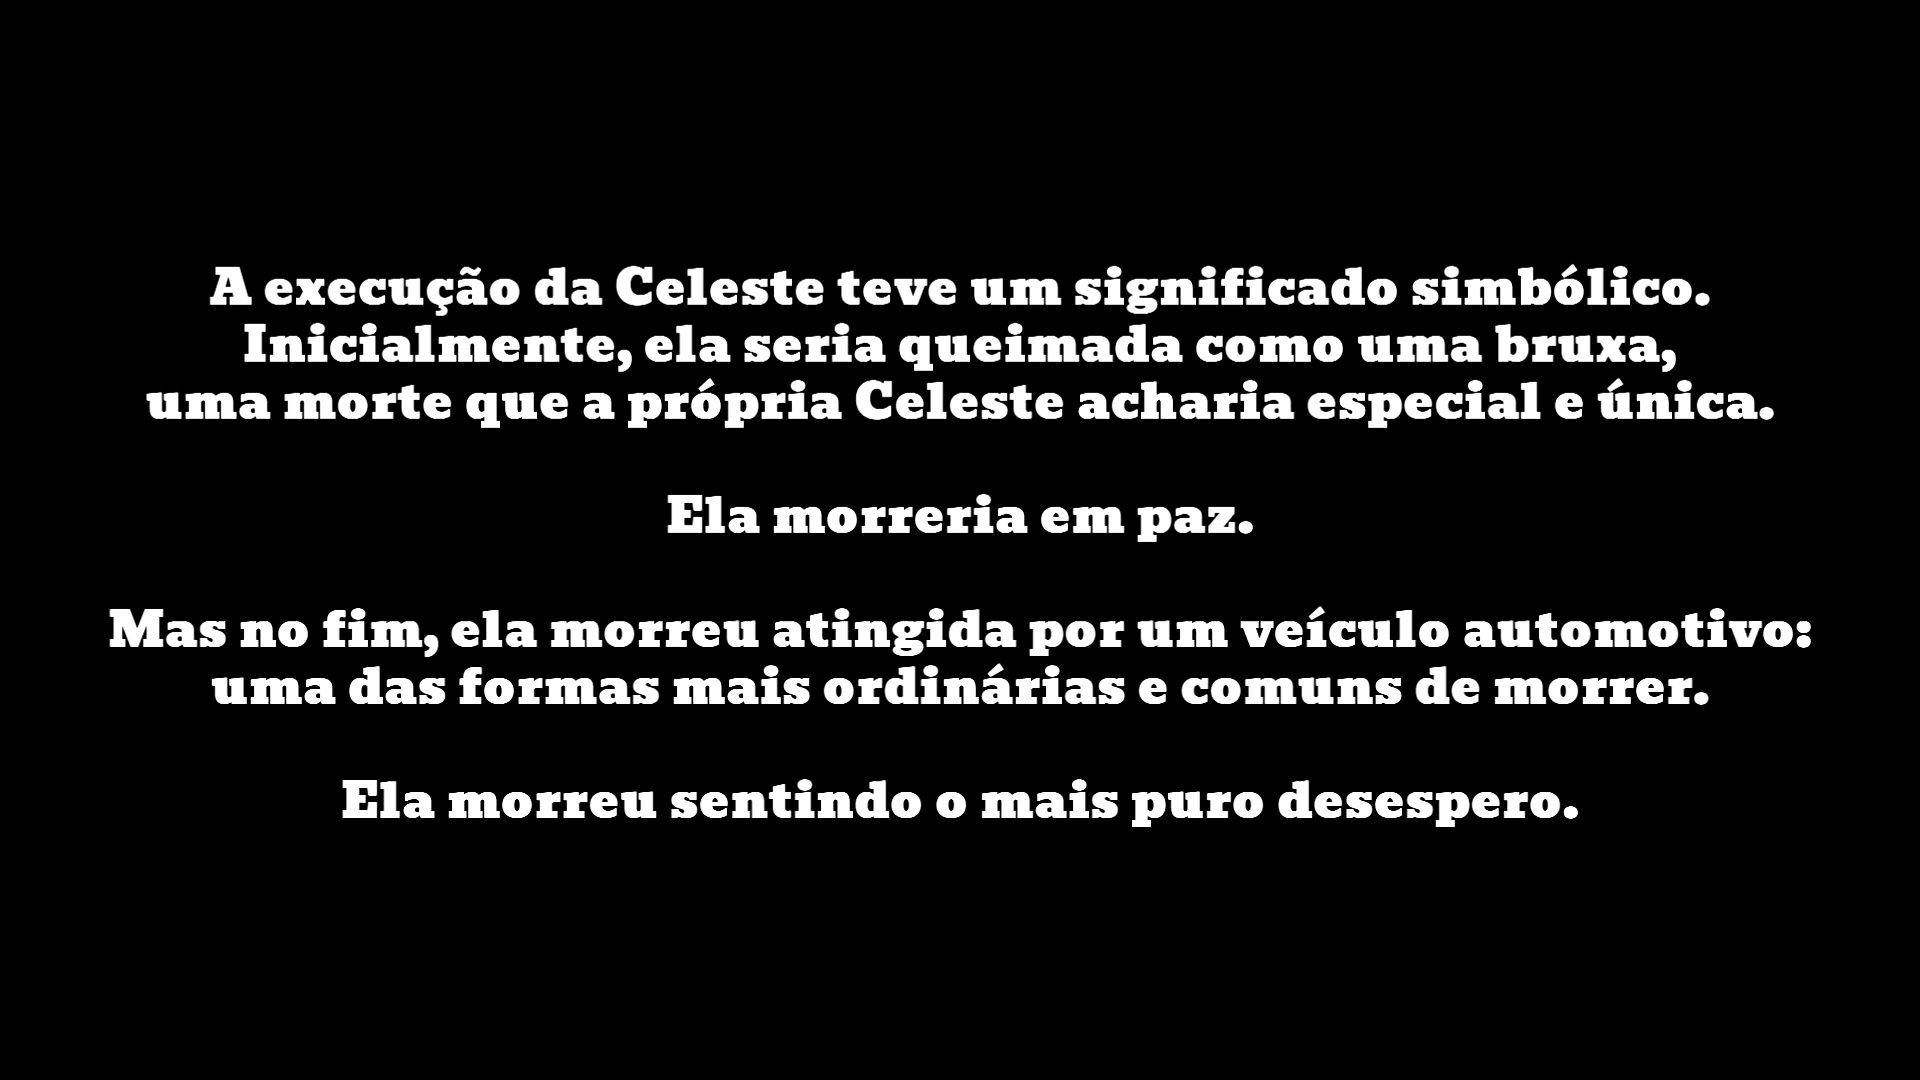 A execução da Celeste teve um significado simbólico.
Inicialmente, ela seria queimada como uma bruxa,
uma morte que a própria Celeste acharia especial e única.
Ela morreria em paz.
Mas no fim, ela morreu atingida por um veículo automotivo:
uma das formas mais ordinárias e comuns de morrer.
Ela morreu sentindo o mais puro desespero.